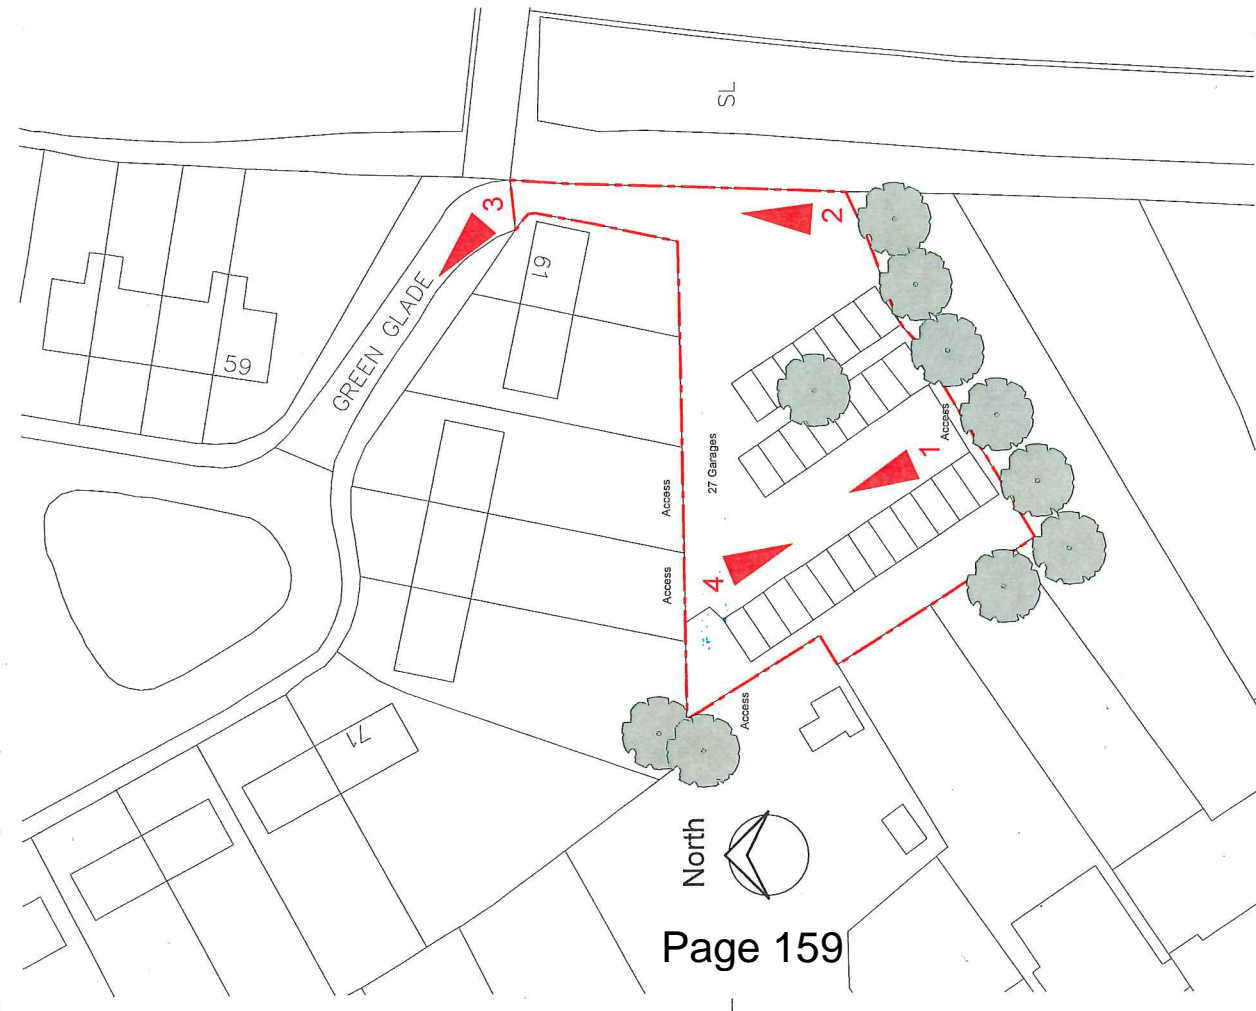 SL
3
2
61
GREEN GLADE
59
Access
27 Garages
1
Access
4
Access
71
Access
North
Page 159